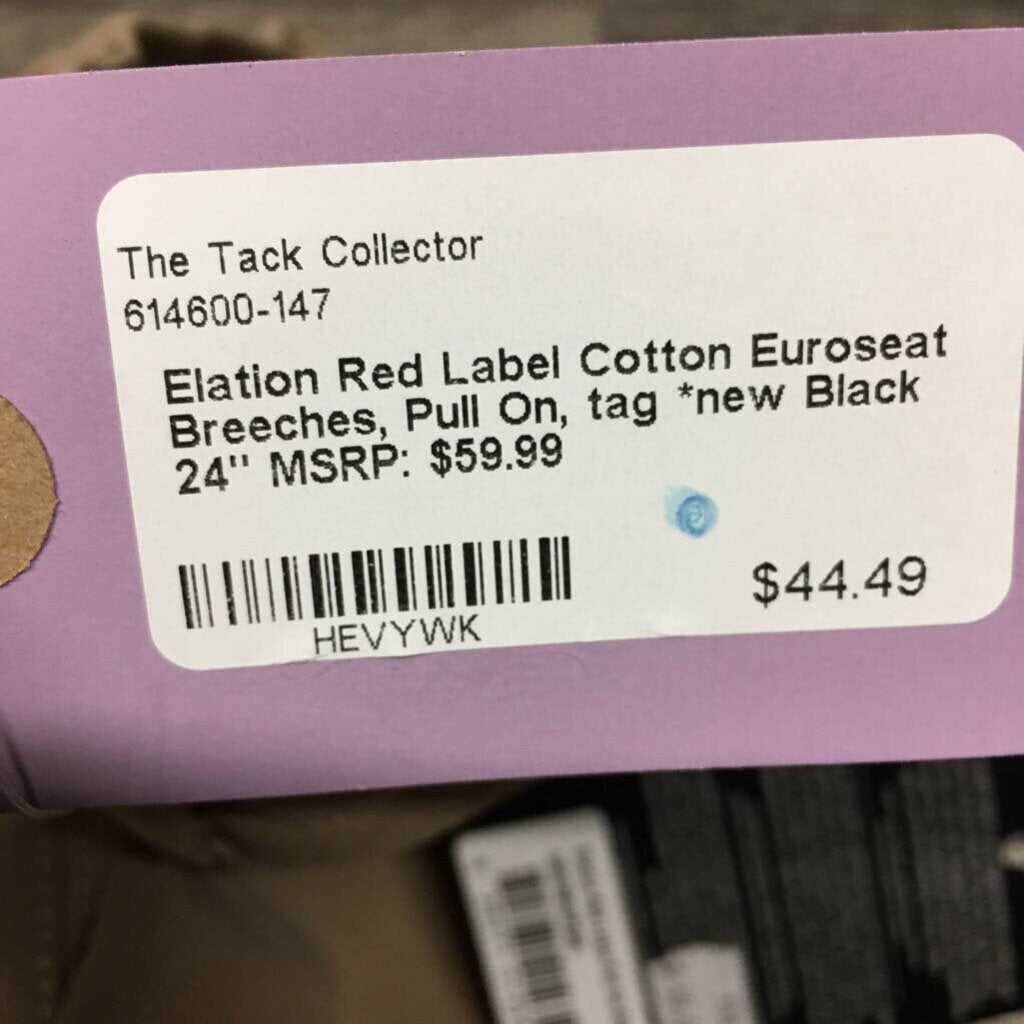 The Tack Collector
614600-147
Elation Red Label Cotton Euroseat
Breeches, Pull On, tag *new Black
24" MSRP: $59.99
$44.49
HEVYWK